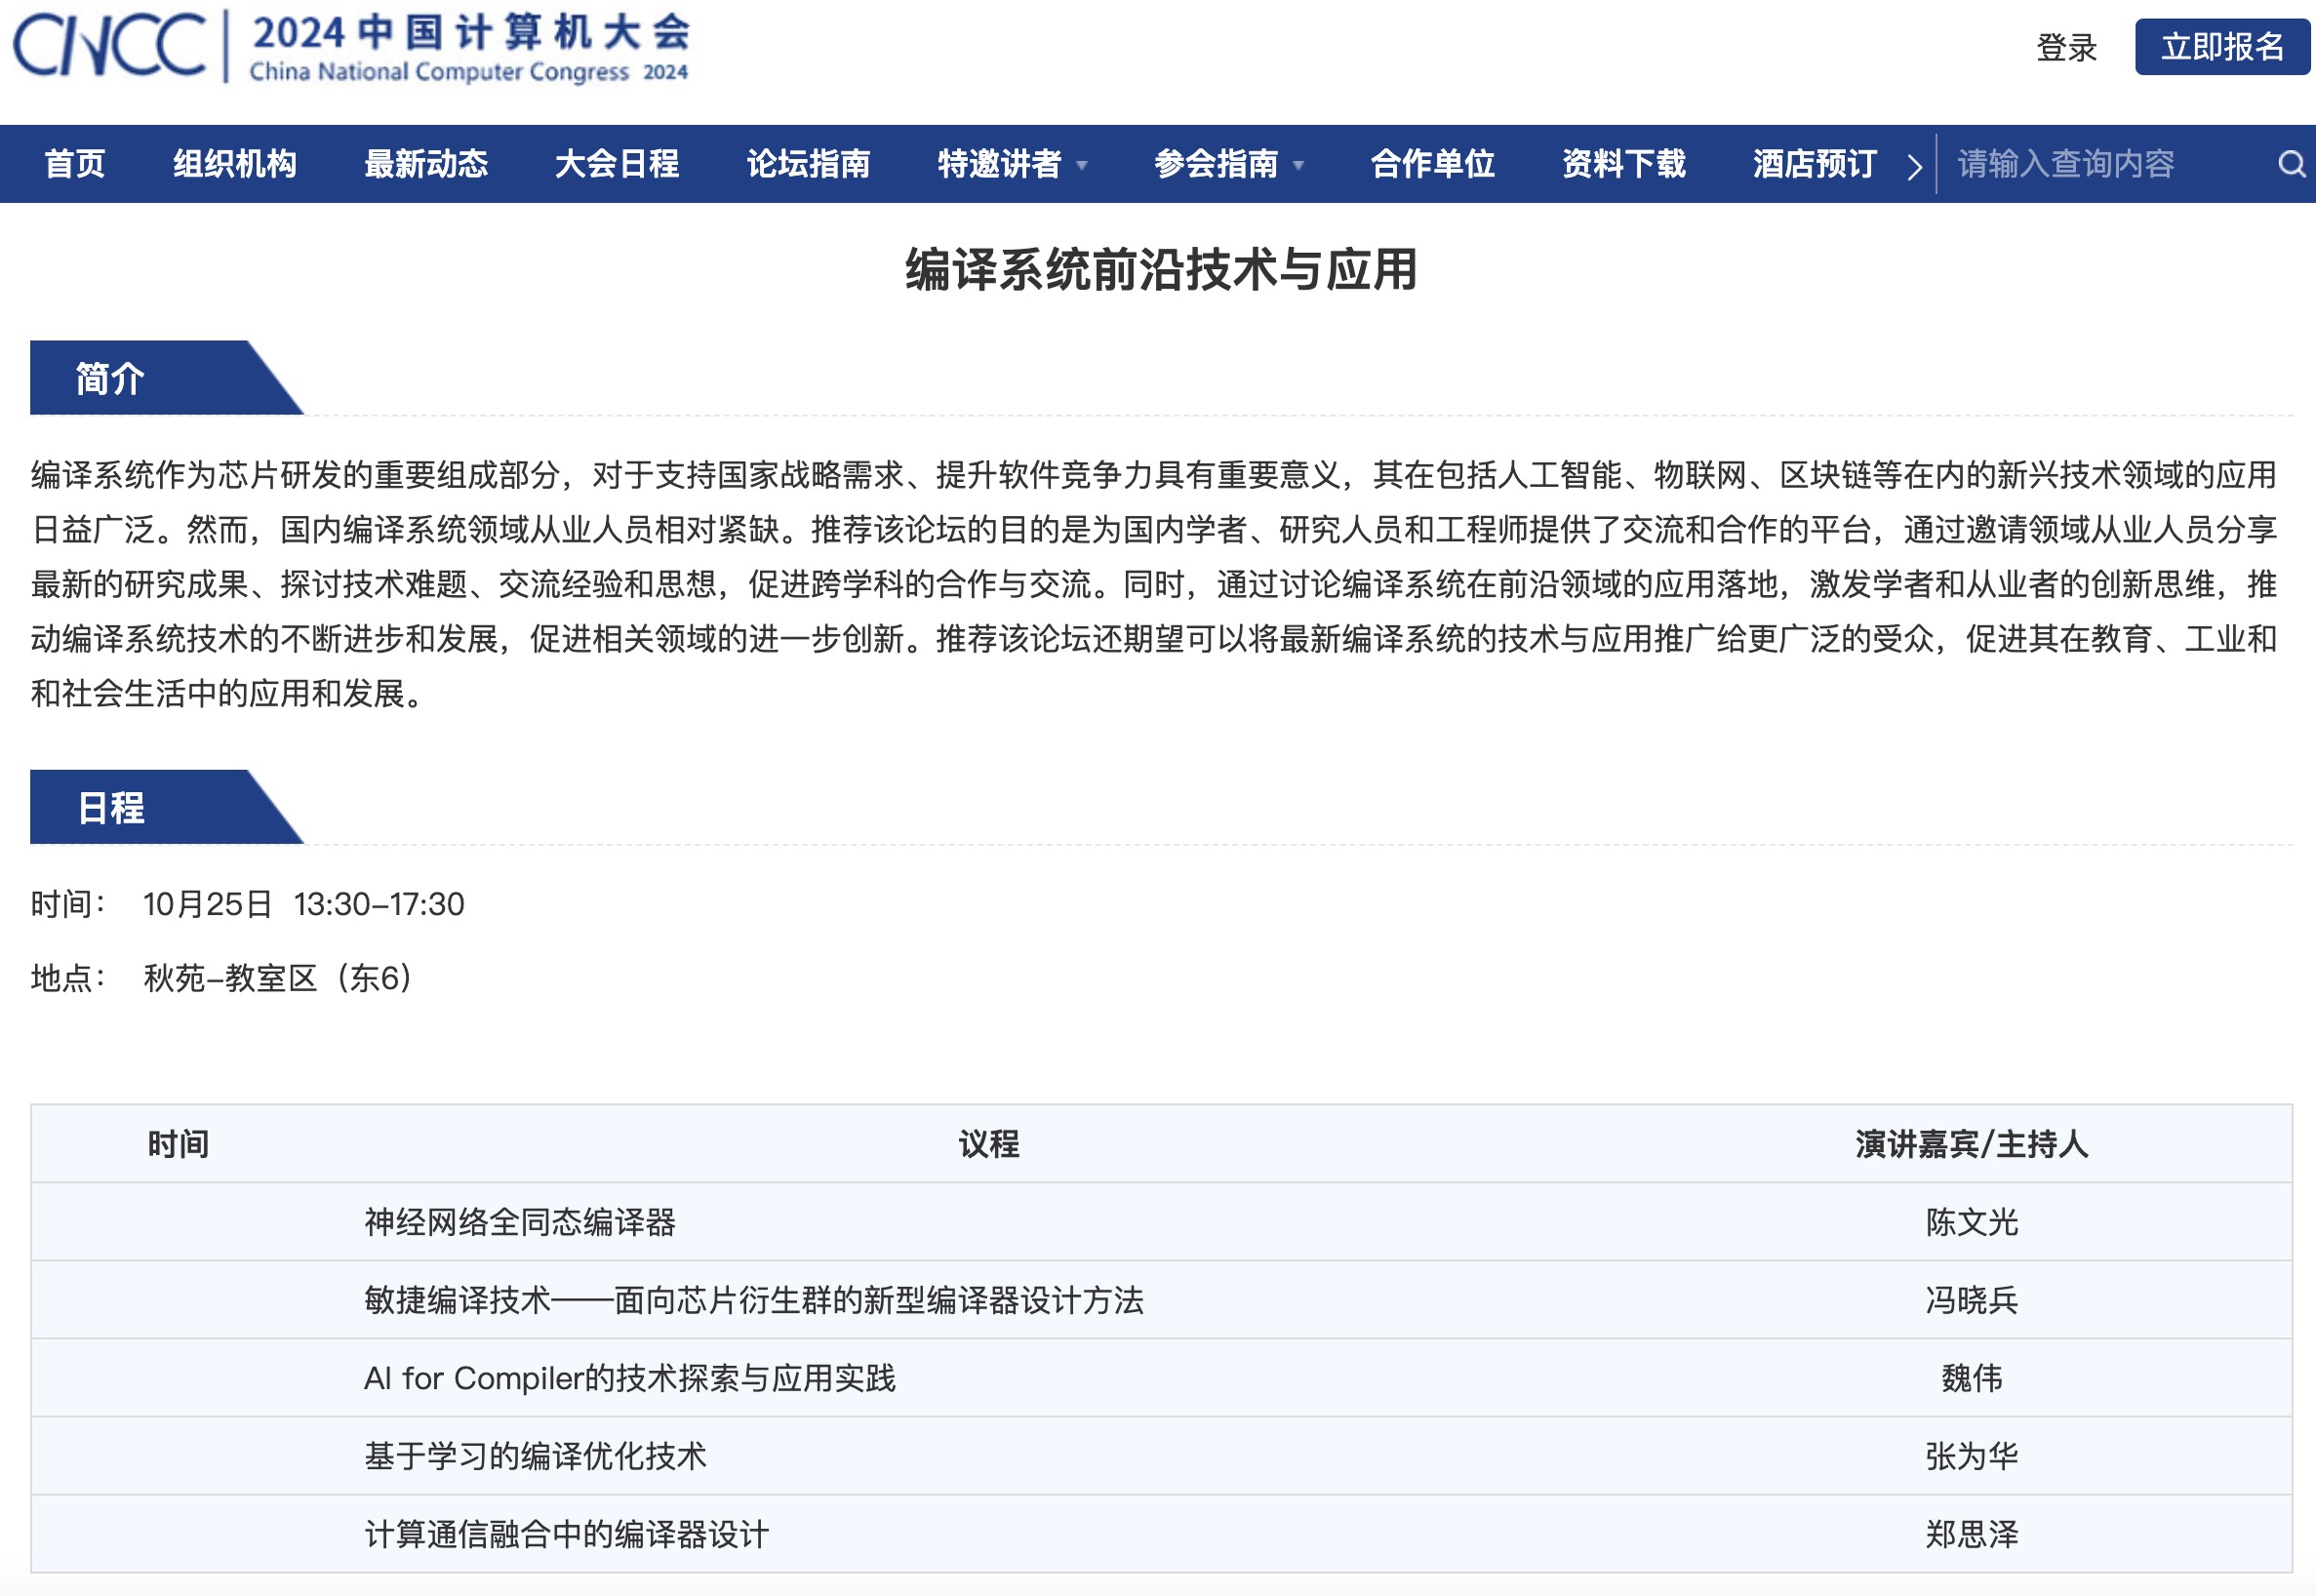 CNCC 2024中国计算机大会
China National Computer Congress 2024
登录
立即报名
首页 组织机构 最新动态 大会日程 论坛指南 特邀讲者 参会指南 合作单位 资料下载 酒店预订 请输入查询内容
编译系统前沿技术与应用
简介
编译系统作为芯片研发的重要组成部分，对于支持国家战略需求、提升软件竞争力具有重要意义，其在包括人工智能、物联网、区块链等在内的新兴技术领域的应用
日益广泛。然而，国内编译系统领域从业人员相对紧缺。推荐该论坛的目的是为国内学者、研究人员和工程师提供了交流和合作的平台，通过邀请领域从业人员分享
最新的研究成果、探讨技术难题、交流经验和思想，促进跨学科的合作与交流。同时，通过讨论编译系统在前沿领域的应用落地，激发学者和从业者的创新思维，推
动编译系统技术的不断进步和发展，促进相关领域的进一步创新。推荐该论坛还期望可以将最新编译系统的技术与应用推广给更广泛的受众，促进其在教育、工业和
和社会生活中的应用和发展。
日程
时间： 10月25日 13:30–17:30
地点： 秋苑–教室区（东6）
时间 议程 演讲嘉宾/主持人
神经网络全同态编译器 陈文光
敏捷编译技术——面向芯片衍生群的新型编译器设计方法 冯晓兵
AI for Compiler的技术探索与应用实践 魏伟
基于学习的编译优化技术 张为华
计算通信融合中的编译器设计 郑思泽